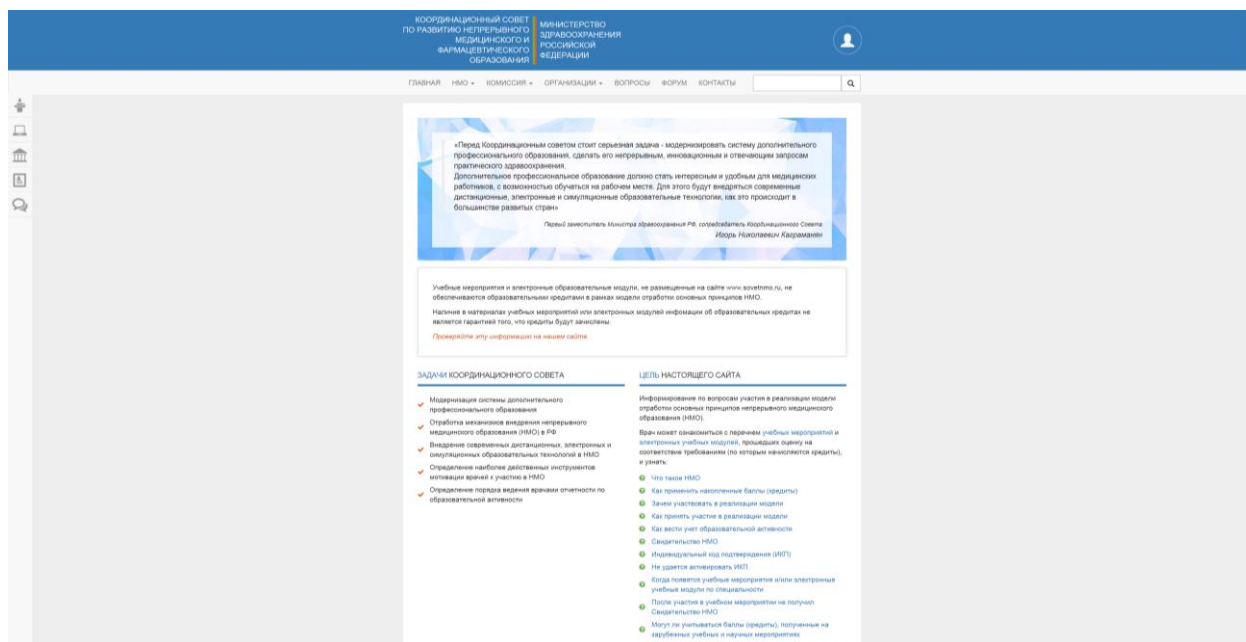 КООРДИНАЦИОННЫЙ СОВЕТ
ПО РАЗВИТИЮ НЕПРЕРЫВНОГО
МЕДИЦИНСКОГО И
ФАРМАЦЕВТИЧЕСКОГО
ОБРАЗОВАНИЯ
МИНИСТЕРСТВО
ЗДРАВООХРАНЕНИЯ
РОССИЙСКОЙ
ФЕДЕРАЦИИ
ГЛАВНАЯ НМО КОМИССИЯ ОРГАНИЗАЦИИ ВОПРОСЫ ФОРУМ КОНТАКТЫ
«Перед Координационным советом стоит серьезная задача - модернизировать систему дополнительного
профессионального образования, сделать его непрерывным, инновационным и отвечающим запросам
практического здравоохранения.
Дополнительное профессиональное образование должно стать интересным и удобным для медицинских
работников, с возможностью обучаться на рабочем месте. Для этого будут внедряться современные
дистанционные, электронные и симуляционные образовательные технологии, как это происходит в
большинстве развитых стран»
Первый заместитель Министра здравоохранения РФ, сопредседатель Координационного Совета
Игорь Николаевич Каграманян
Учебные мероприятия и электронные образовательные модули, не размещенные на сайте www.sovetnmo.ru, не
обеспечиваются образовательными кредитами в рамках модели отработки основных принципов НМО.
Наличие в материалах учебных мероприятий или электронных модулей инфомации об образовательных кредитах не
является гарантией того, что кредиты будут зачислены.
Проверяйте эту информацию на нашем сайте.
ЗАДАЧИ КООРДИНАЦИОННОГО СОВЕТА
Модернизация системы дополнительного
профессионального образования
Отработка механизмов внедрения непрерывного
медицинского образования (НМО) в РФ
Внедрение современных дистанционных, электронных и
симуляционных образовательных технологий в НМО
Определение наиболее действенных инструментов
мотивации врачей к участию в НМО
Определение порядка ведения врачами отчетности по
образовательной активности
ЦЕЛЬ НАСТОЯЩЕГО САЙТА
Информирование по вопросам участия в реализации модели
отработки основных принципов непрерывного медицинского
образования (НМО).
Врач может ознакомиться с перечнем учебных мероприятий и
электронных учебных модулей, прошедших оценку на
соответствие требованиям (по которым начисляются кредиты),
и узнать:
Что такое НМО
Как применить накопленные баллы (кредиты)
Зачем участвовать в реализации модели
Как принять участие в реализации модели
Как вести учет образовательной активности
Свидетельство НМО
Индивидуальный код подтверждения (ИКП)
Не удается активировать ИКП
Когда появятся учебные мероприятия и/или электронные
учебные модули по специальности
После участия в учебном мероприятии не получил
Свидетельство НМО
Могут ли учитываться баллы (кредиты), полученные на
зарубежных учебных и научных мероприятиях